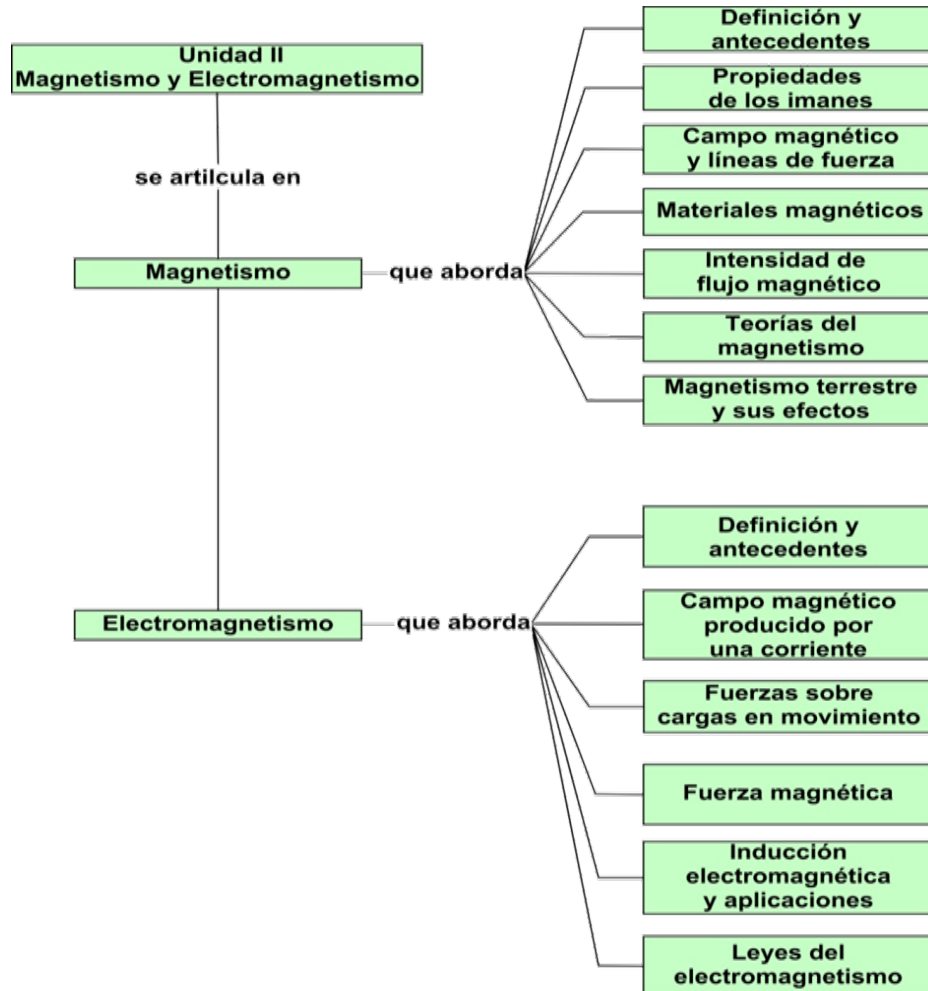 Unidad II
Magnetismo y Electromagnetismo
se artilcula en
Magnetismo
que aborda
Definición y
antecedentes
Propiedades
de los imanes
Campo magnético
y líneas de fuerza
Materiales magnéticos
Intensidad de
flujo magnético
Teorías del
magnetismo
Magnetismo terrestre
y sus efectos
Electromagnetismo
que aborda
Definición y
antecedentes
Campo magnético
producido por
una corriente
Fuerzas sobre
cargas en movimiento
Fuerza magnética
Inducción
electromagnética
y aplicaciones
Leyes del
electromagnetismo